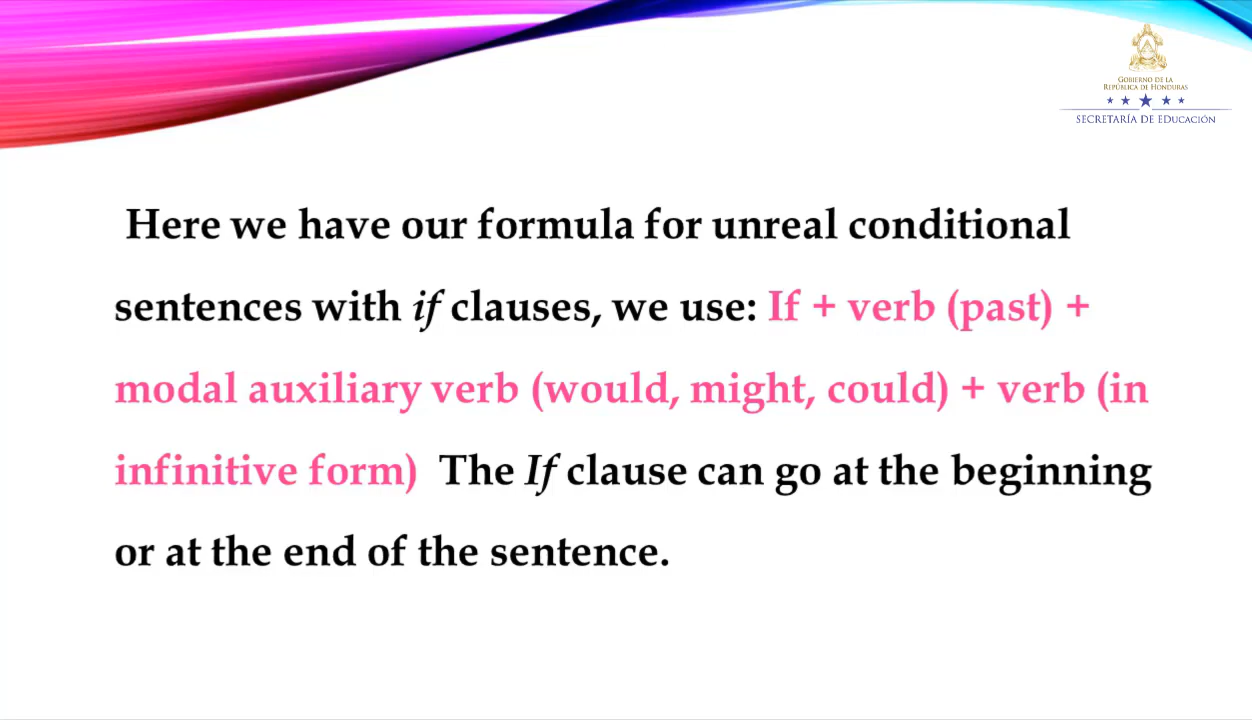 GOBIERNO DE LA
REPÚBLICA DE HONDURAS
SECRETARÍA DE EDUCACIÓN
Here we have our formula for unreal conditional
sentences with if clauses, we use: If + verb (past) +
modal auxiliary verb (would, might, could) + verb (in
infinitive form) The If clause can go at the beginning
or at the end of the sentence.